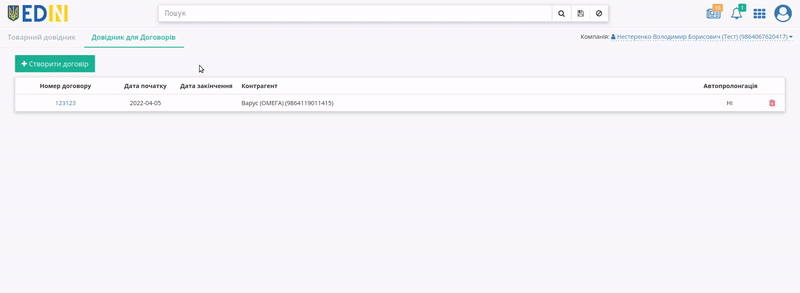 EDIN
Пошук
10
1
Товарний довідник
Довідник для Договорів
Компанія: Нестеренко Володимир Борисович (Тест) (9864067620417)
+ Створити договір
Номер договору Дата початку Дата закінчення Контрагент Автопролонгація
123123 2022-04-05 Варус (ОМЕГА) (9864119011415) Ні